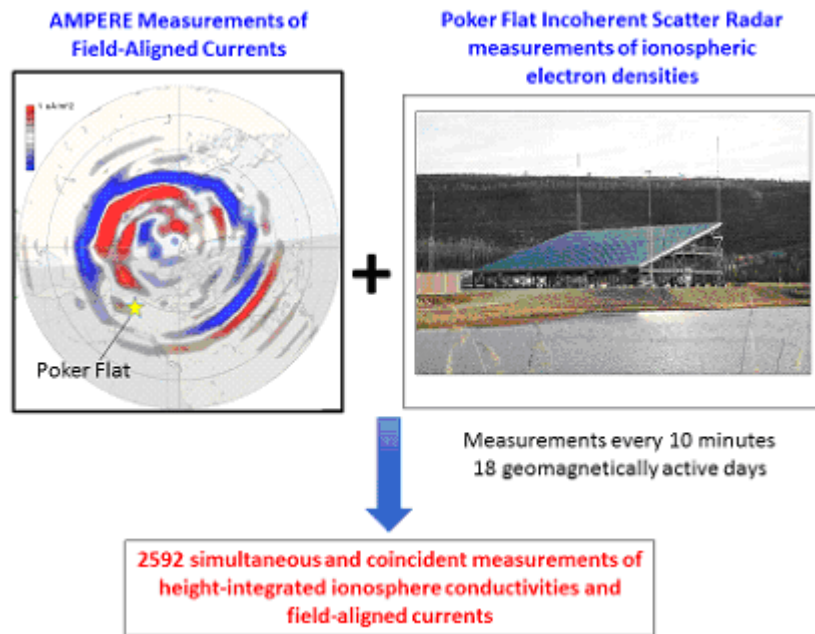 AMPERE Measurements of
Field-Aligned Currents
Poker Flat Incoherent Scatter Radar
measurements of ionospheric
electron densities
Poker Flat
+
Measurements every 10 minutes
18 geomagnetically active days
2592 simultaneous and coincident measurements of
height-integrated ionosphere conductivities and
field-aligned currents